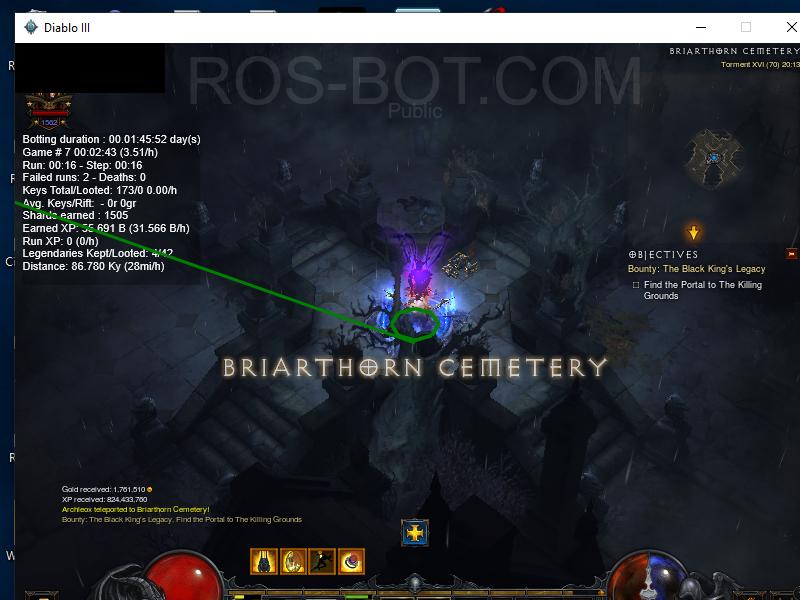 Diablo III
BRIARTHORN CEMETERY
Torment XVI (70) 20:13
ROS-BOT.COM
Public
1562
Botting duration : 00.01:45:52 day(s)
Game # 7 00:02:43 (3.51/h)
Run: 00:16 - Step: 00:16
Failed runs: 2 - Deaths: 0
Keys Total/Looted: 173/0 0.00/h
Avg. Keys/Rift: - 0r 0gr
Shards earned : 1505
Earned XP: 55.691 B (31.566 B/h)
Run XP: 0 (0/h)
Legendaries Kept/Looted: 4/42
Distance: 86.780 Ky (28mi/h)
OBJECTIVES
Bounty: The Black King's Legacy
Find the Portal to The Killing
Grounds
BRIARTHORN CEMETERY
Gold received: 1,761,510
XP received: 824,433,760
Archleox teleported to Briarthorn Cemetery!
Bounty: The Black King's Legacy. Find the Portal to The Killing Grounds